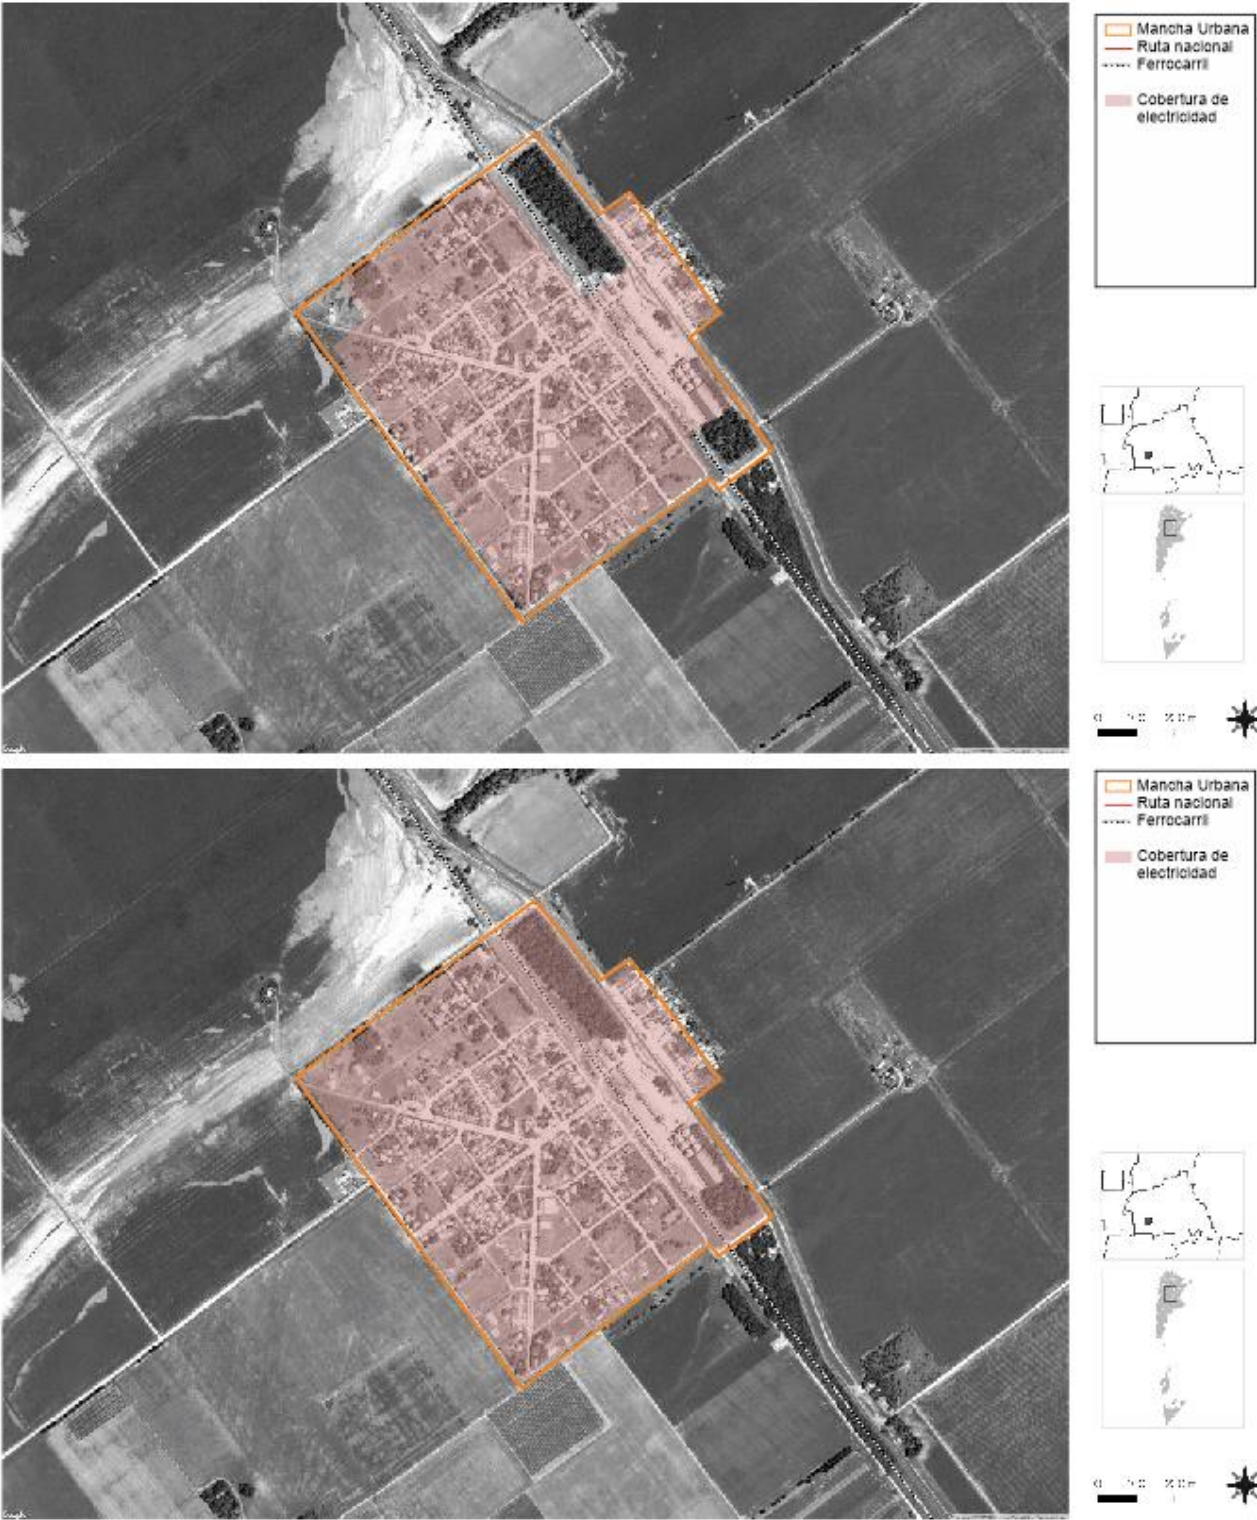 Mancha Urbana
Ruta nacional
Ferrocarril
Cobertura de
electricidad
Mancha Urbana
Ruta nacional
Ferrocarril
Cobertura de
electricidad